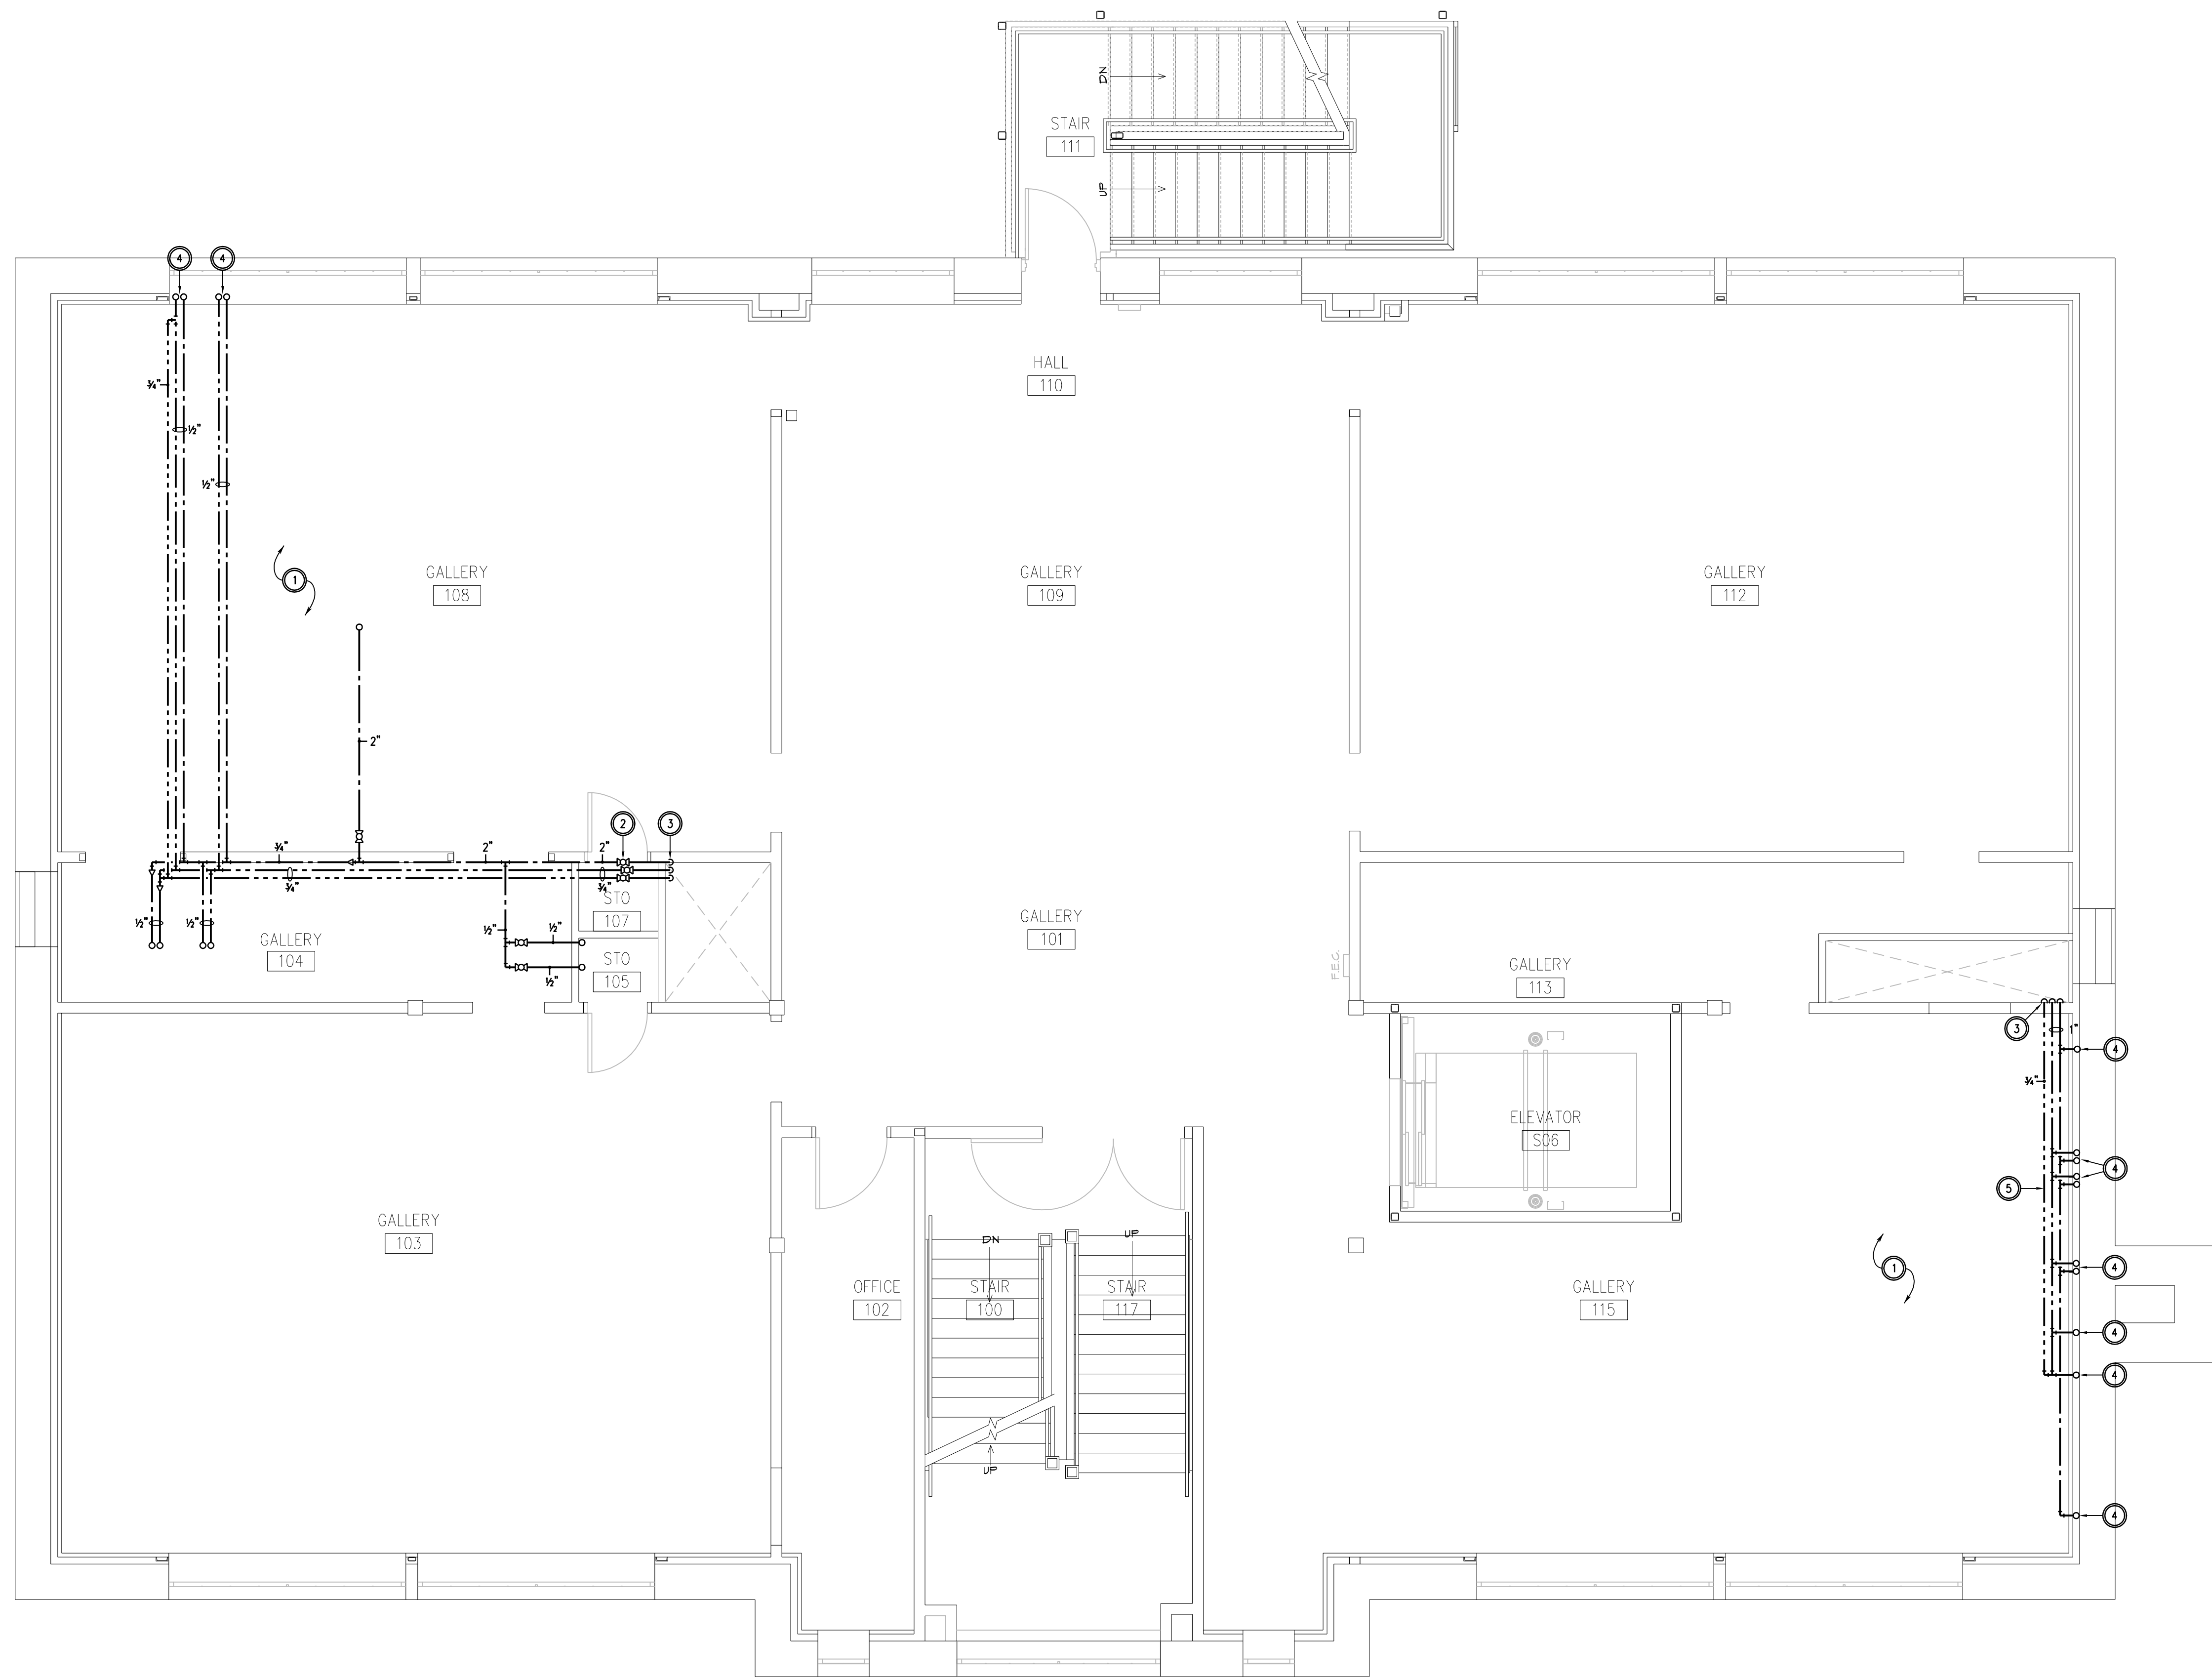 DN
STAIR
111
UP
4
4
HALL
110
¾"
½"
½"
1
GALLERY
108
GALLERY
109
GALLERY
112
2"
2
3
¾"
2"
2"
¾"
¾"
STO
107
½"
½"
½"
½"
GALLERY
104
GALLERY
101
STO
105
½"
F.E.C.
GALLERY
113
3
1"
4
¾"
ELEVATOR
S06
4
5
GALLERY
103
DN
UP
1
4
OFFICE
102
STAIR
100
STAIR
117
GALLERY
115
4
4
UP
4